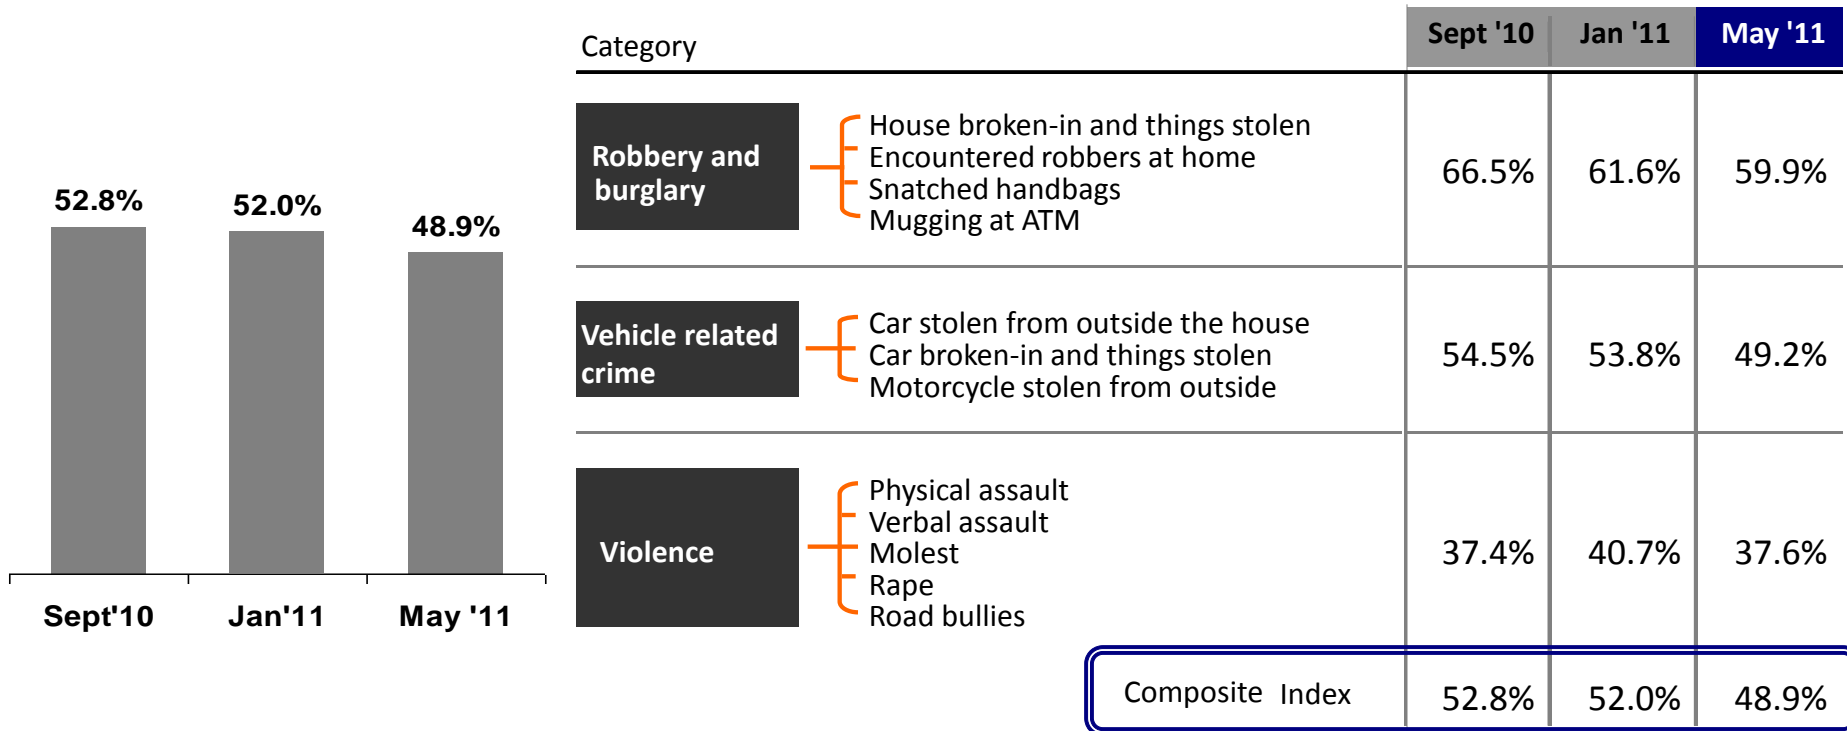 52.8%
52.0%
48.9%
Sept'10 Jan'11 May '11
Category Sept '10 Jan '11 May '11
Robbery and
burglary
House broken-in and things stolen
Encountered robbers at home
Snatched handbags
Mugging at ATM
66.5% 61.6% 59.9%
Vehicle related
crime
Car stolen from outside the house
Car broken-in and things stolen
Motorcycle stolen from outside
54.5% 53.8% 49.2%
Violence
Physical assault
Verbal assault
Molest
Rape
Road bullies
37.4% 40.7% 37.6%
Composite Index 52.8% 52.0% 48.9%